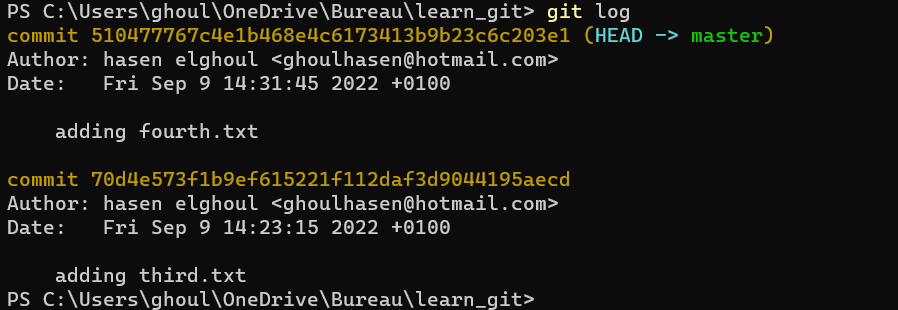 PS C:\Users\ghoul\OneDrive\Bureau\learn_git> git log
commit 510477767c4e1b468e4c6173413b9b23c6c203e1 (HEAD -> master)
Author: hasen elghoul <ghoulhasen@hotmail.com>
Date:   Fri Sep 9 14:31:45 2022 +0100
    adding fourth.txt
commit 70d4e573f1b9ef615221f112daf3d9044195aecd
Author: hasen elghoul <ghoulhasen@hotmail.com>
Date:   Fri Sep 9 14:23:15 2022 +0100
    adding third.txt
PS C:\Users\ghoul\OneDrive\Bureau\learn_git>